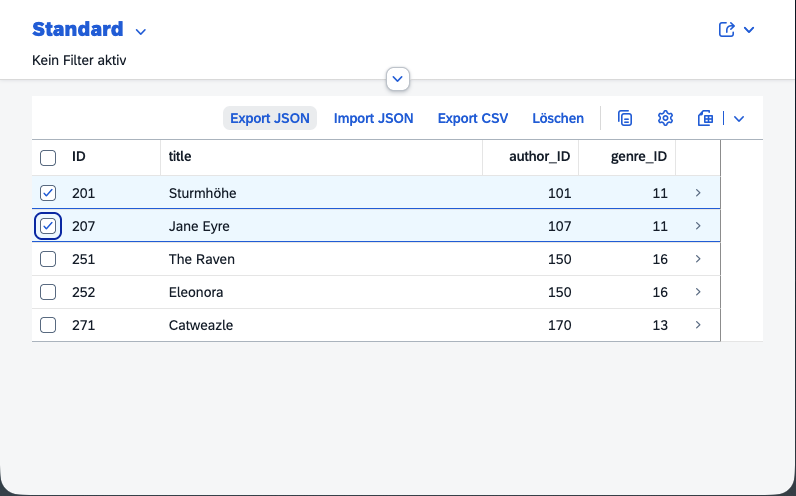 Standard
Kein Filter aktiv
Export JSON Import JSON Export CSV Löschen
ID title author_ID genre_ID
201 Sturmhöhe 101 11
207 Jane Eyre 107 11
251 The Raven 150 16
252 Eleonora 150 16
271 Catweazle 170 13